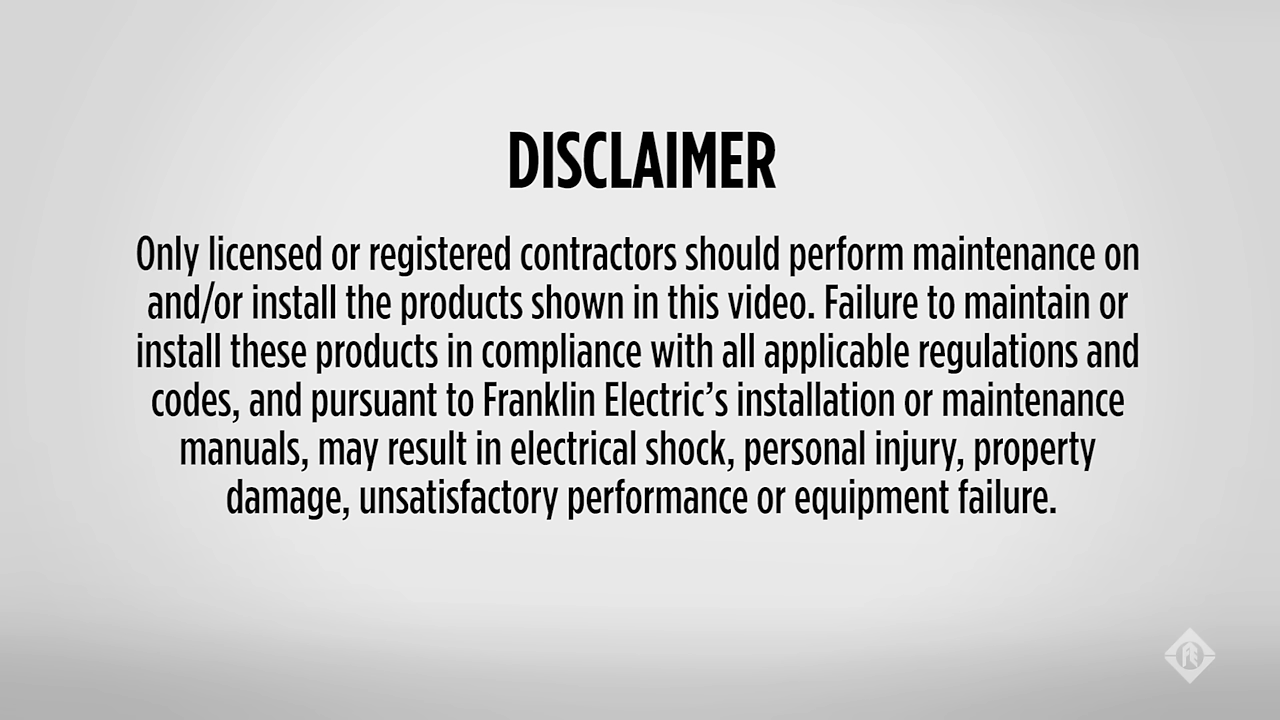 DISCLAIMER
Only licensed or registered contractors should perform maintenance on
and/or install the products shown in this video. Failure to maintain or
install these products in compliance with all applicable regulations and
codes, and pursuant to Franklin Electric’s installation or maintenance
manuals, may result in electrical shock, personal injury, property
damage, unsatisfactory performance or equipment failure.